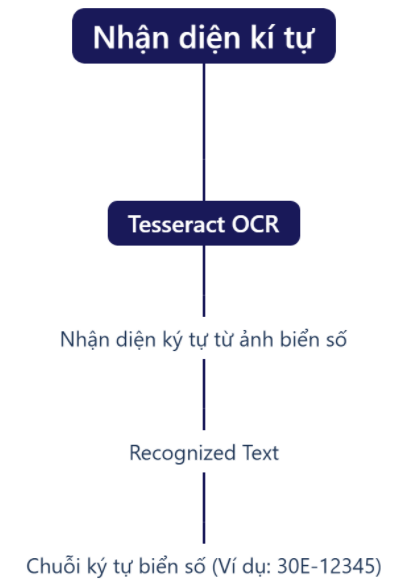 Nhận diện kí tự
Tesseract OCR
Nhận diện ký tự từ ảnh biển số
Recognized Text
Chuỗi ký tự biển số (Ví dụ: 30E-12345)